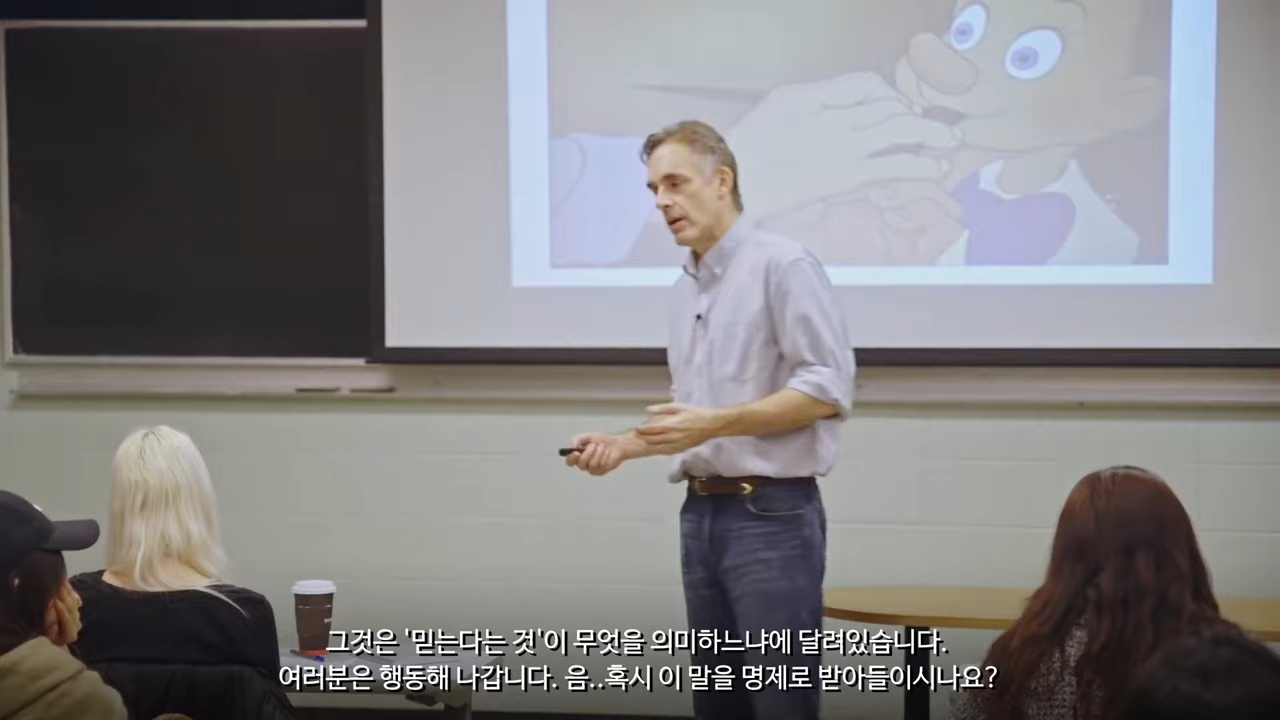 그것은 '믿는다는 것'이 무엇을 의미하느냐에 달려있습니다.
여러분은 행동해 나갑니다. 음..혹시 이 말을 명제로 받아들이시나요?